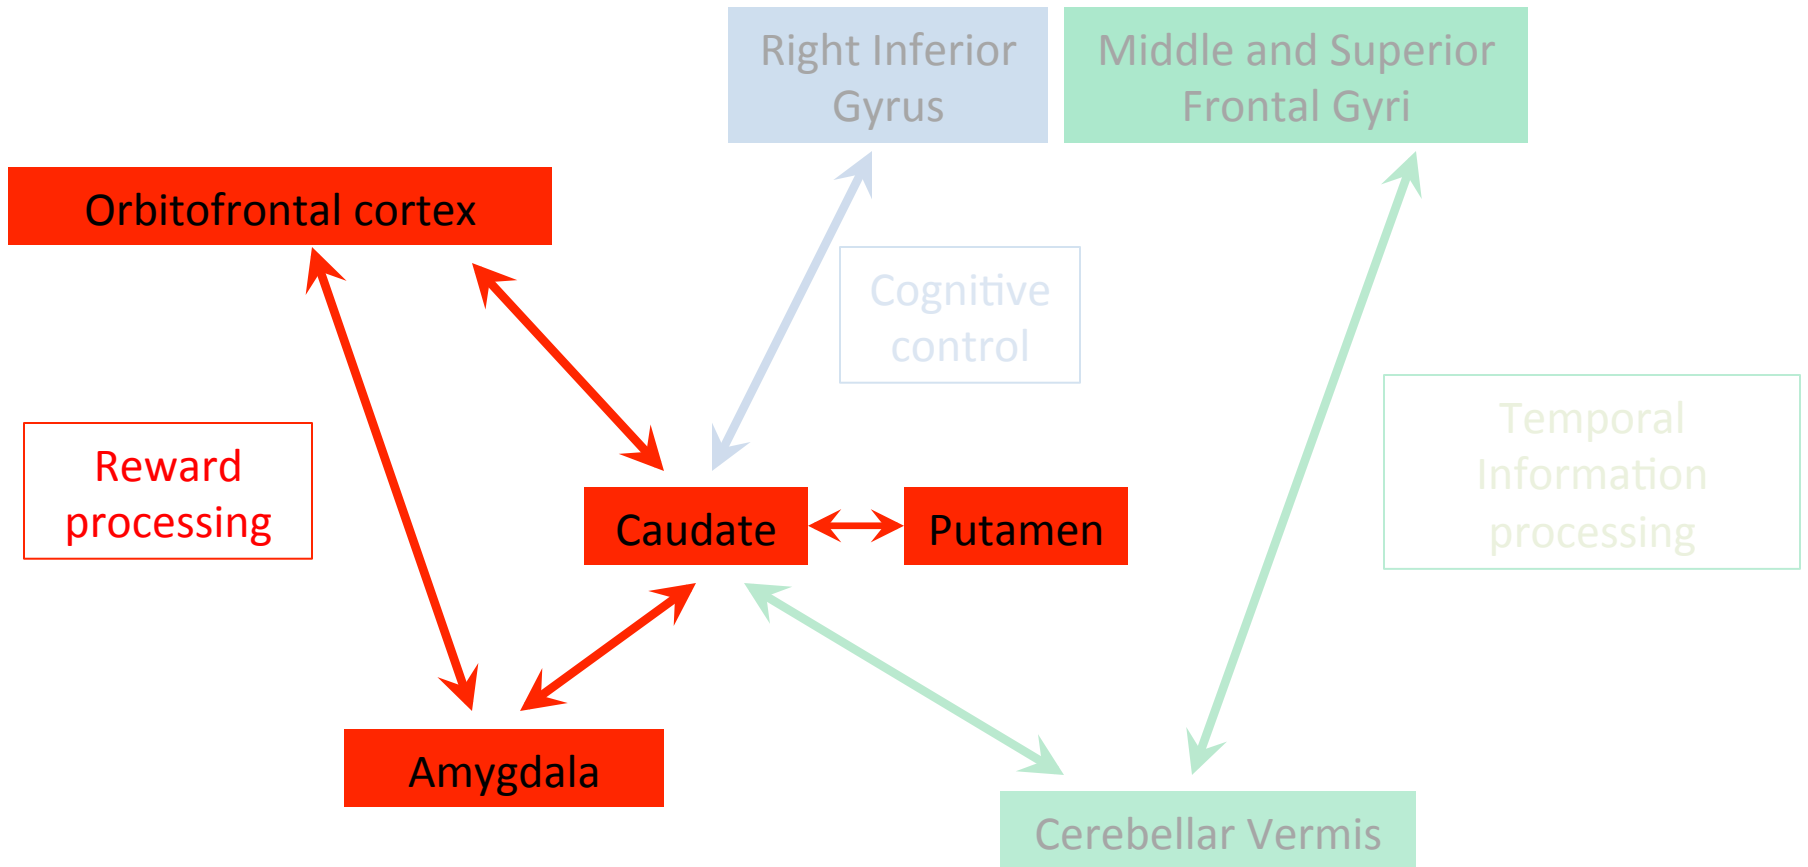 Right Inferior
Gyrus
Middle and Superior
Frontal Gyri
Orbitofrontal cortex
Cognitive
control
Reward
processing
Temporal
Information
processing
Caudate
Putamen
Amygdala
Cerebellar Vermis